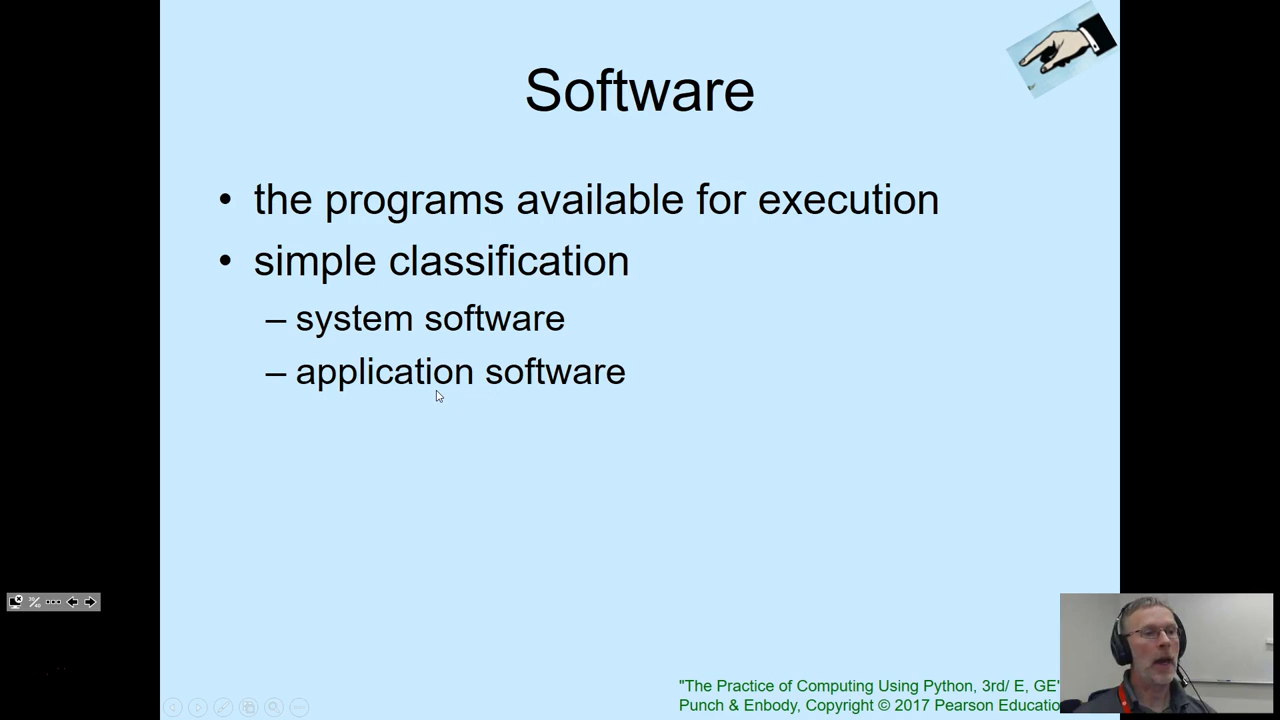 Software
• the programs available for execution
• simple classification
– system software
– application software
"The Practice of Computing Using Python, 3rd/ E, GE"
Punch & Enbody, Copyright © 2017 Pearson Educatio